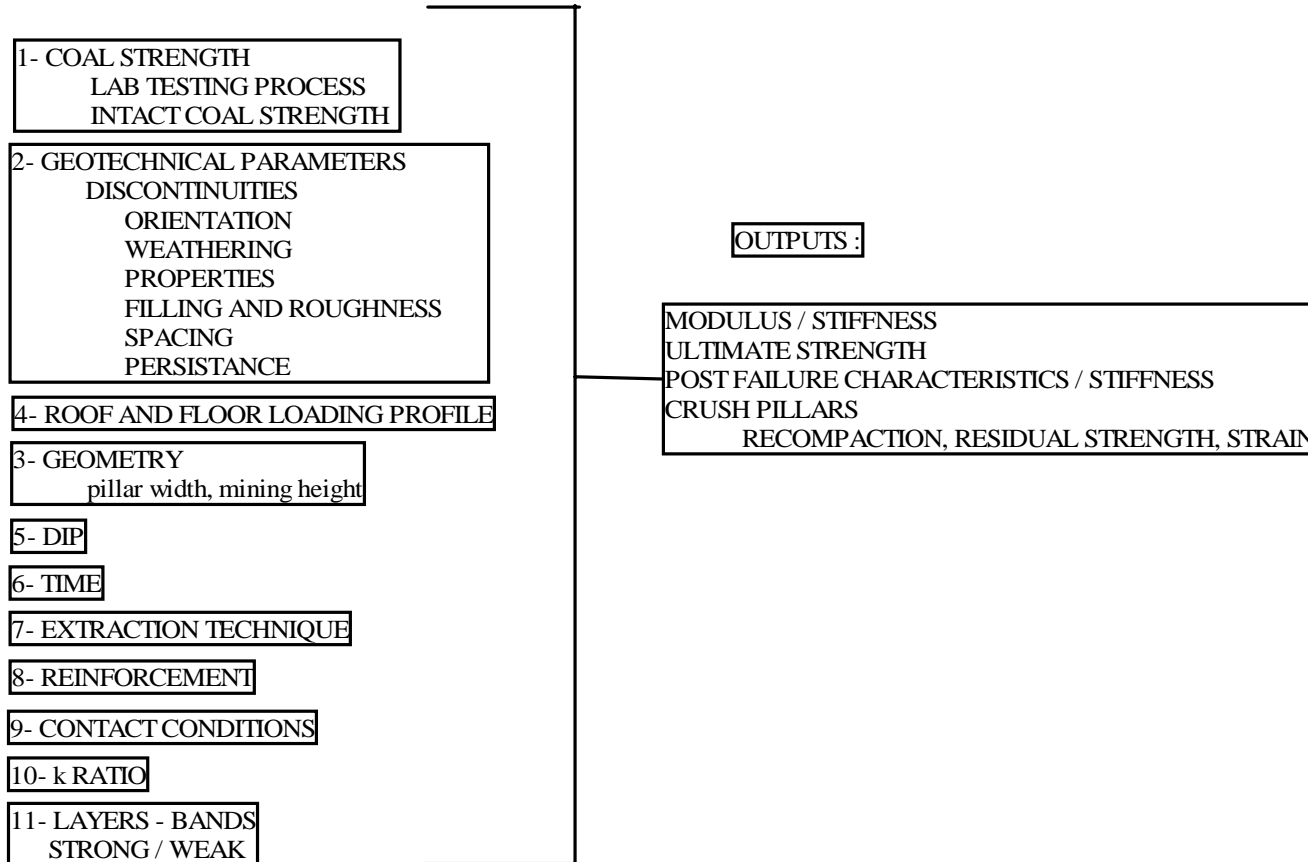 1- COAL STRENGTH
LAB TESTING PROCESS
INTACT COAL STRENGTH
2- GEOTECHNICAL PARAMETERS
DISCONTINUITIES
ORIENTATION
WEATHERING
PROPERTIES
FILLING AND ROUGHNESS
SPACING
PERSISTANCE
4- ROOF AND FLOOR LOADING PROFILE
3- GEOMETRY
pillar width, mining height
5- DIP
6- TIME
7- EXTRACTION TECHNIQUE
8- REINFORCEMENT
9- CONTACT CONDITIONS
10- k RATIO
11- LAYERS - BANDS
STRONG / WEAK
OUTPUTS :
MODULUS / STIFFNESS
ULTIMATE STRENGTH
POST FAILURE CHARACTERISTICS / STIFFNESS
CRUSH PILLARS
RECOMPACTION, RESIDUAL STRENGTH, STRAIN